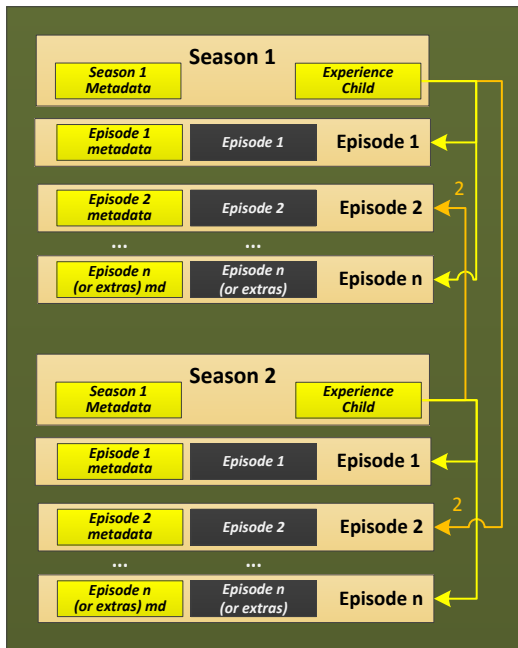 Season 1
Season 1
Metadata
Experience
Child
Episode 1
metadata
Episode 1
Episode 1
Episode 2
metadata
Episode 2
Episode 2
2
...
...
Episode n
(or extras) md
Episode n
(or extras)
Episode n
Season 2
Season 1
Metadata
Experience
Child
Episode 1
metadata
Episode 1
Episode 1
Episode 2
metadata
Episode 2
Episode 2
2
...
...
Episode n
(or extras) md
Episode n
(or extras)
Episode n